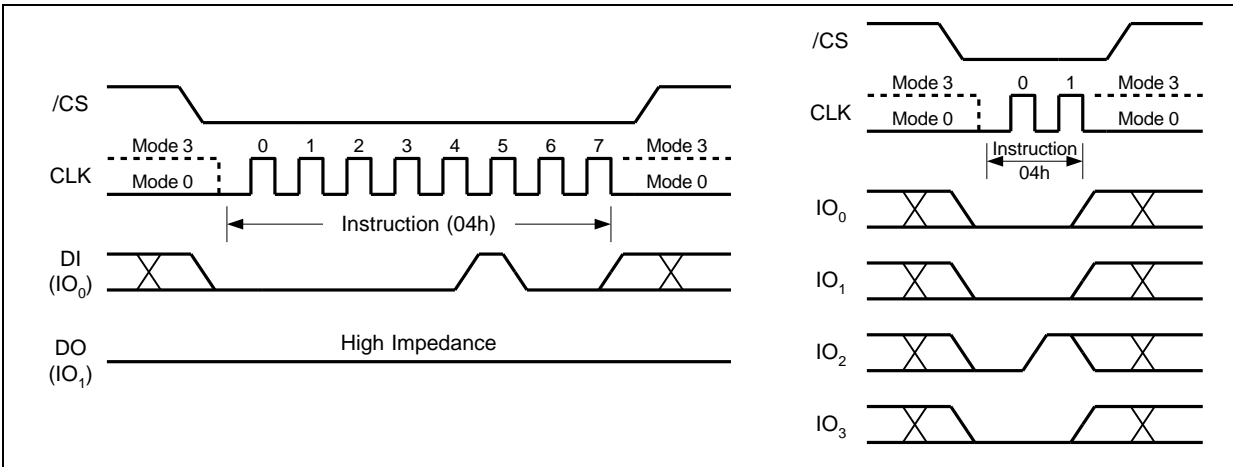 /CS
Mode 3 0 1 2 3 4 5 6 7 Mode 3
CLK
Mode 0 Mode 0
Instruction (04h)
DI
(IO0)
High Impedance
DO
(IO1)
/CS
Mode 3 0 1 Mode 3
CLK
Mode 0 Mode 0
Instruction
04h
IO0
IO1
IO2
IO3